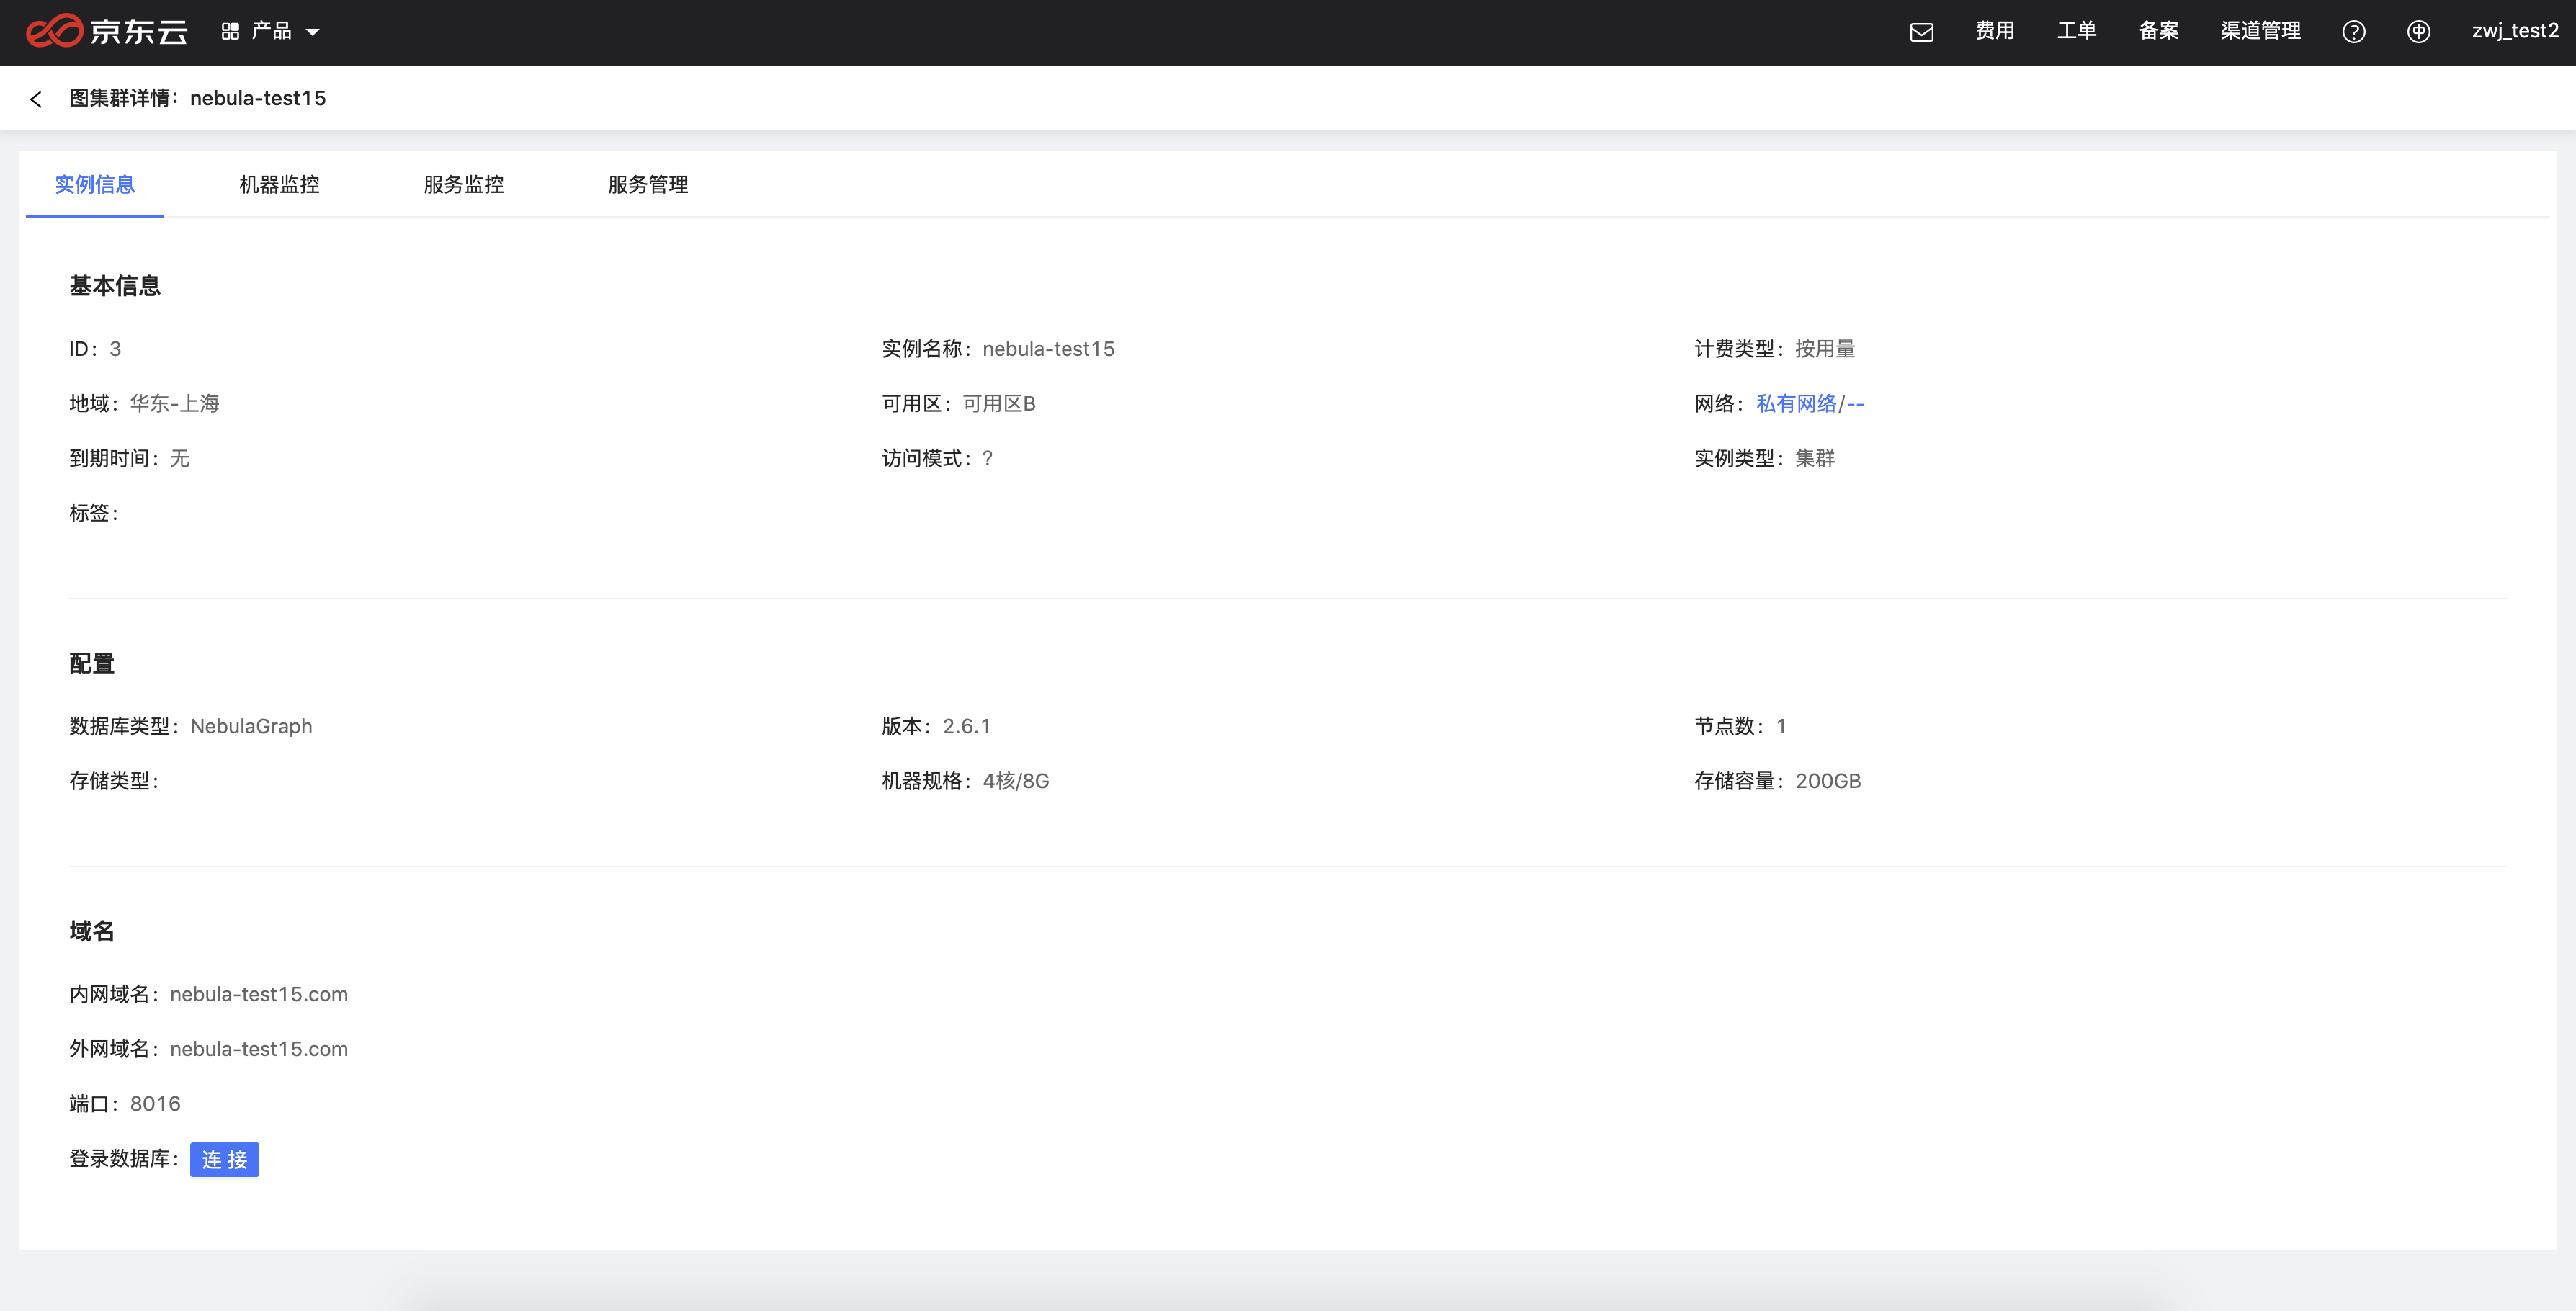 京东云 产品 费用 工单 备案 渠道管理 ? 中 zwj_test2
图集群详情：nebula-test15
实例信息 机器监控 服务监控 服务管理
基本信息
ID：3 实例名称：nebula-test15 计费类型：按用量
地域：华东-上海 可用区：可用区B 网络：私有网络/--
到期时间：无 访问模式：? 实例类型：集群
标签：
配置
数据库类型：NebulaGraph 版本：2.6.1 节点数：1
存储类型： 机器规格：4核/8G 存储容量：200GB
域名
内网域名：nebula-test15.com
外网域名：nebula-test15.com
端口：8016
登录数据库：连 接